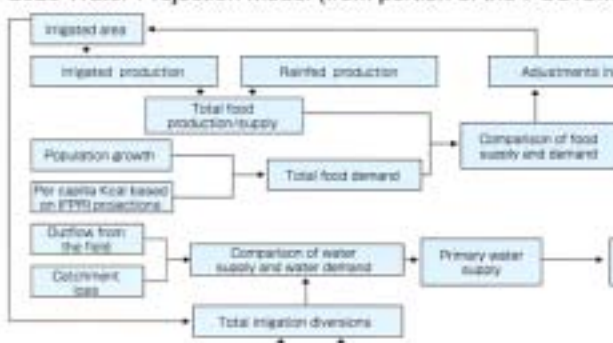 Irrigated area
Irrigated production
Rainfed production
Adjustments in
Total food
production/supply
Comparison of food
supply and demand
Population growth
Total food demand
Per capita Kcal based
on IFPRI projections
Outflow from
the field
Comparison of water
supply and water demand
Primary water
supply
Catchment
loss
Total irrigation diversions